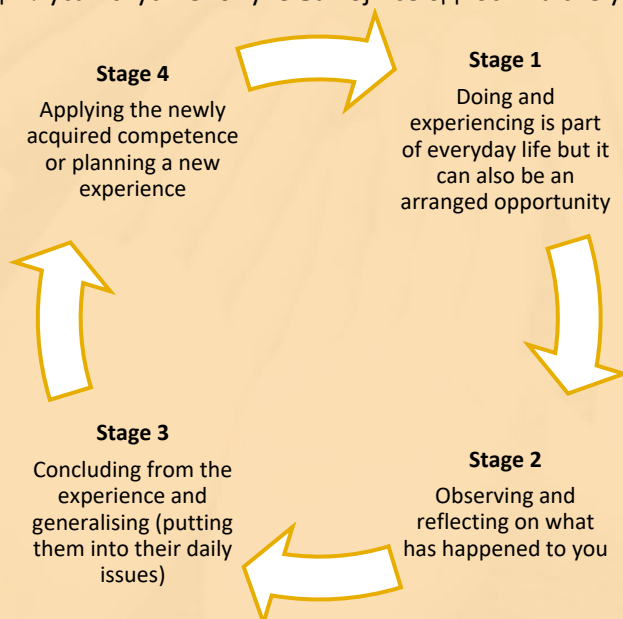 Stage 4
Applying the newly
acquired competence
or planning a new
experience
Stage 1
Doing and
experiencing is part
of everyday life but it
can also be an
arranged opportunity
Stage 3
Concluding from the
experience and
generalising (putting
them into their daily
issues)
Stage 2
Observing and
reflecting on what
has happened to you